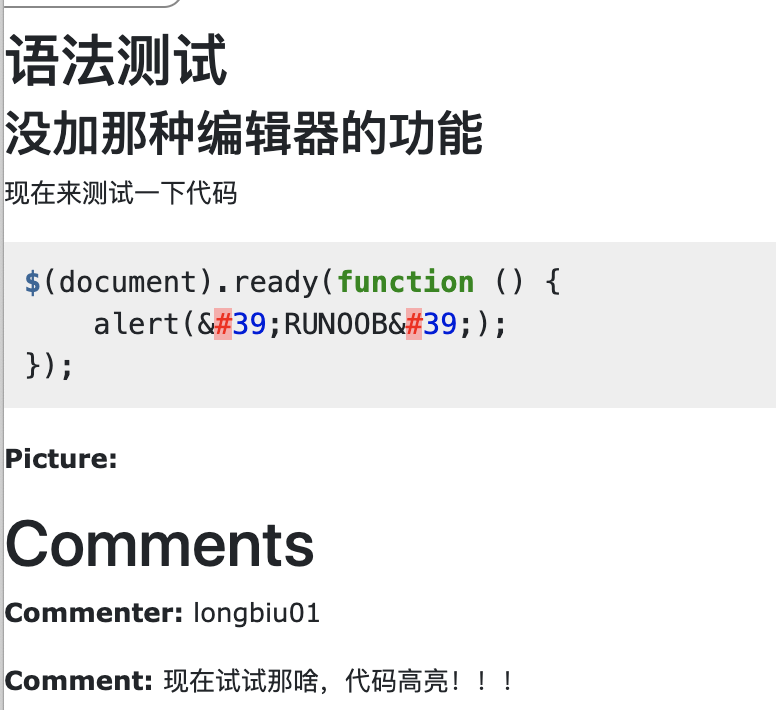 语法测试
没加那种编辑器的功能
现在来测试一下代码
$(document).ready(function () {
    alert(&#39;RUNOOB&#39;);
});
Picture:
Comments
Commenter: longbiu01
Comment: 现在试试那啥，代码高亮！！！